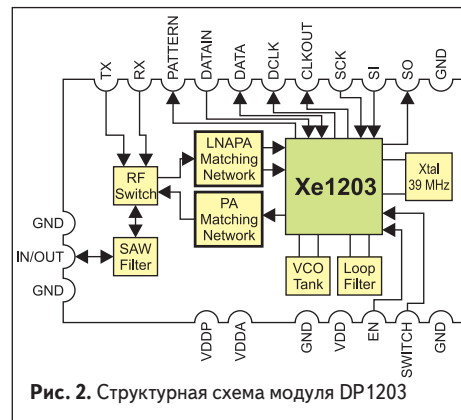 TX
RX
PATTERN
DATAIN
DATA
DCLK
CLKOUT
SCK
SI
SO
GND
RF
Switch
LNAPA
Matching
Network
Xe1203
Xtal
39 MHz
PA
Matching
Network
GND
IN/OUT
GND
SAW
Filter
VCO
Tank
Loop
Filter
VDDP
VDDA
GND
VDD
EN
SWITCH
GND
Рис. 2. Структурная схема модуля DP1203